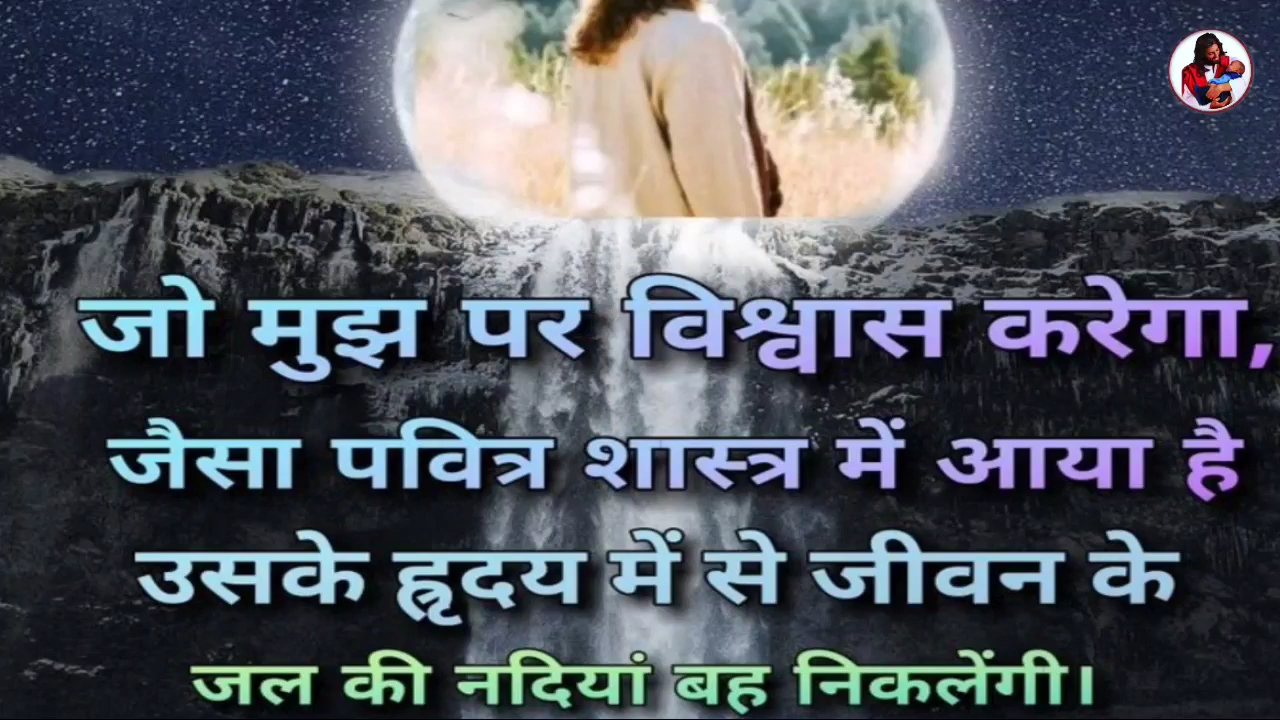 जो मुझ पर विश्वास करेगा,
जैसा पवित्र शास्त्र में आया है
उसके हृदय में से जीवन के
जल की नदियां बह निकलेंगी।